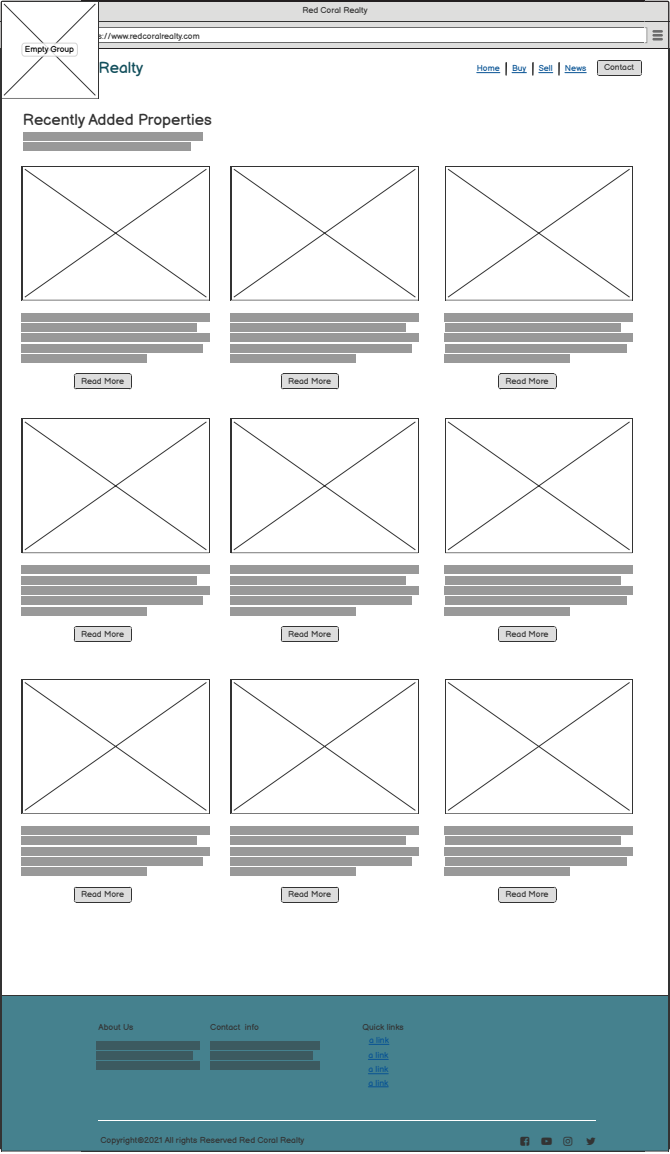 Red Coral Realty
s://www.redcoralrealty.com
Empty Group
Realty
Home Buy Sell News Contact
Recently Added Properties
Read More Read More Read More
Read More Read More Read More
Read More Read More Read More
About Us Contact info Quick links
a link
a link
a link
a link
Copyright©2021 All rights Reserved Red Coral Realty